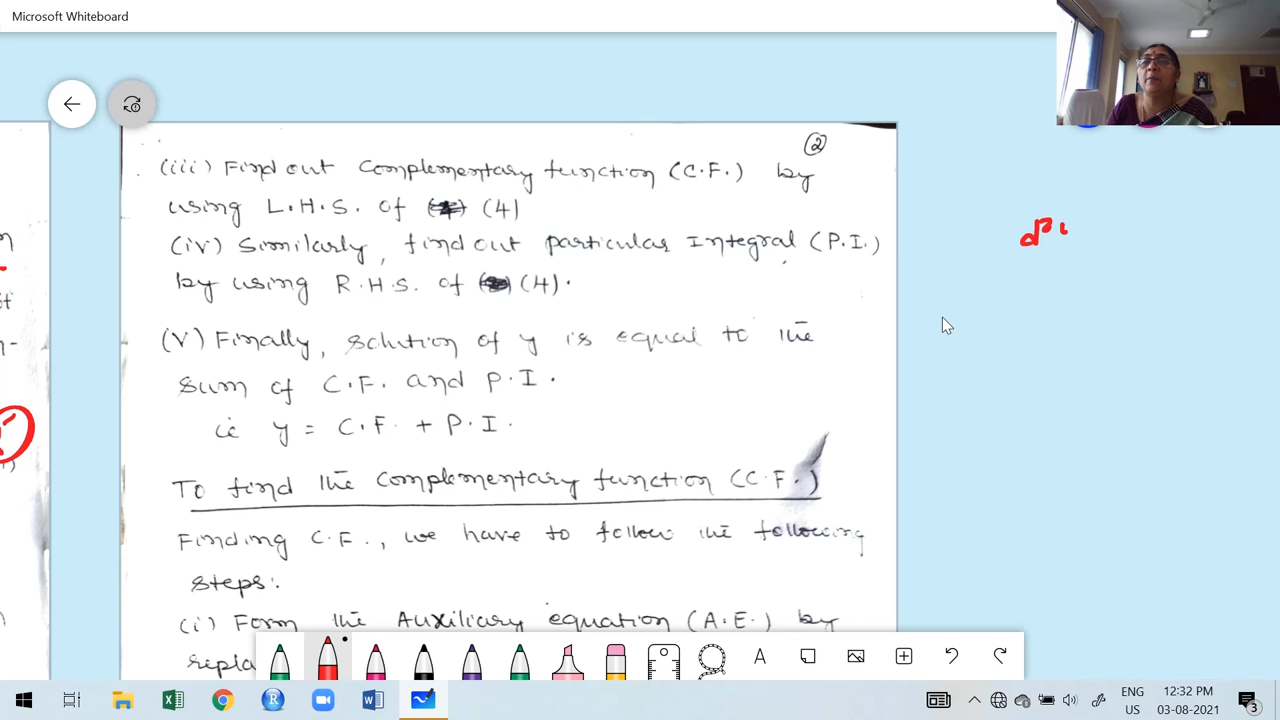 Microsoft Whiteboard
②
(iii) Find out Complementary function (C.F.) by
using L.H.S. of (4)
(iv) Similarly, find out particular Integral (P.I.)
by using R.H.S. of (4).
(v) Finally, solution of y is equal to the
sum of C.F. and P.I.
ie y = C.F. + P.I.
To find the Complementary function (C.F.)
Finding C.F., we have to follow the following
steps:
(i) Form the Auxiliary equation (A.E.) by
repla
A
ENG
US
12:32 PM
03-08-2021
3